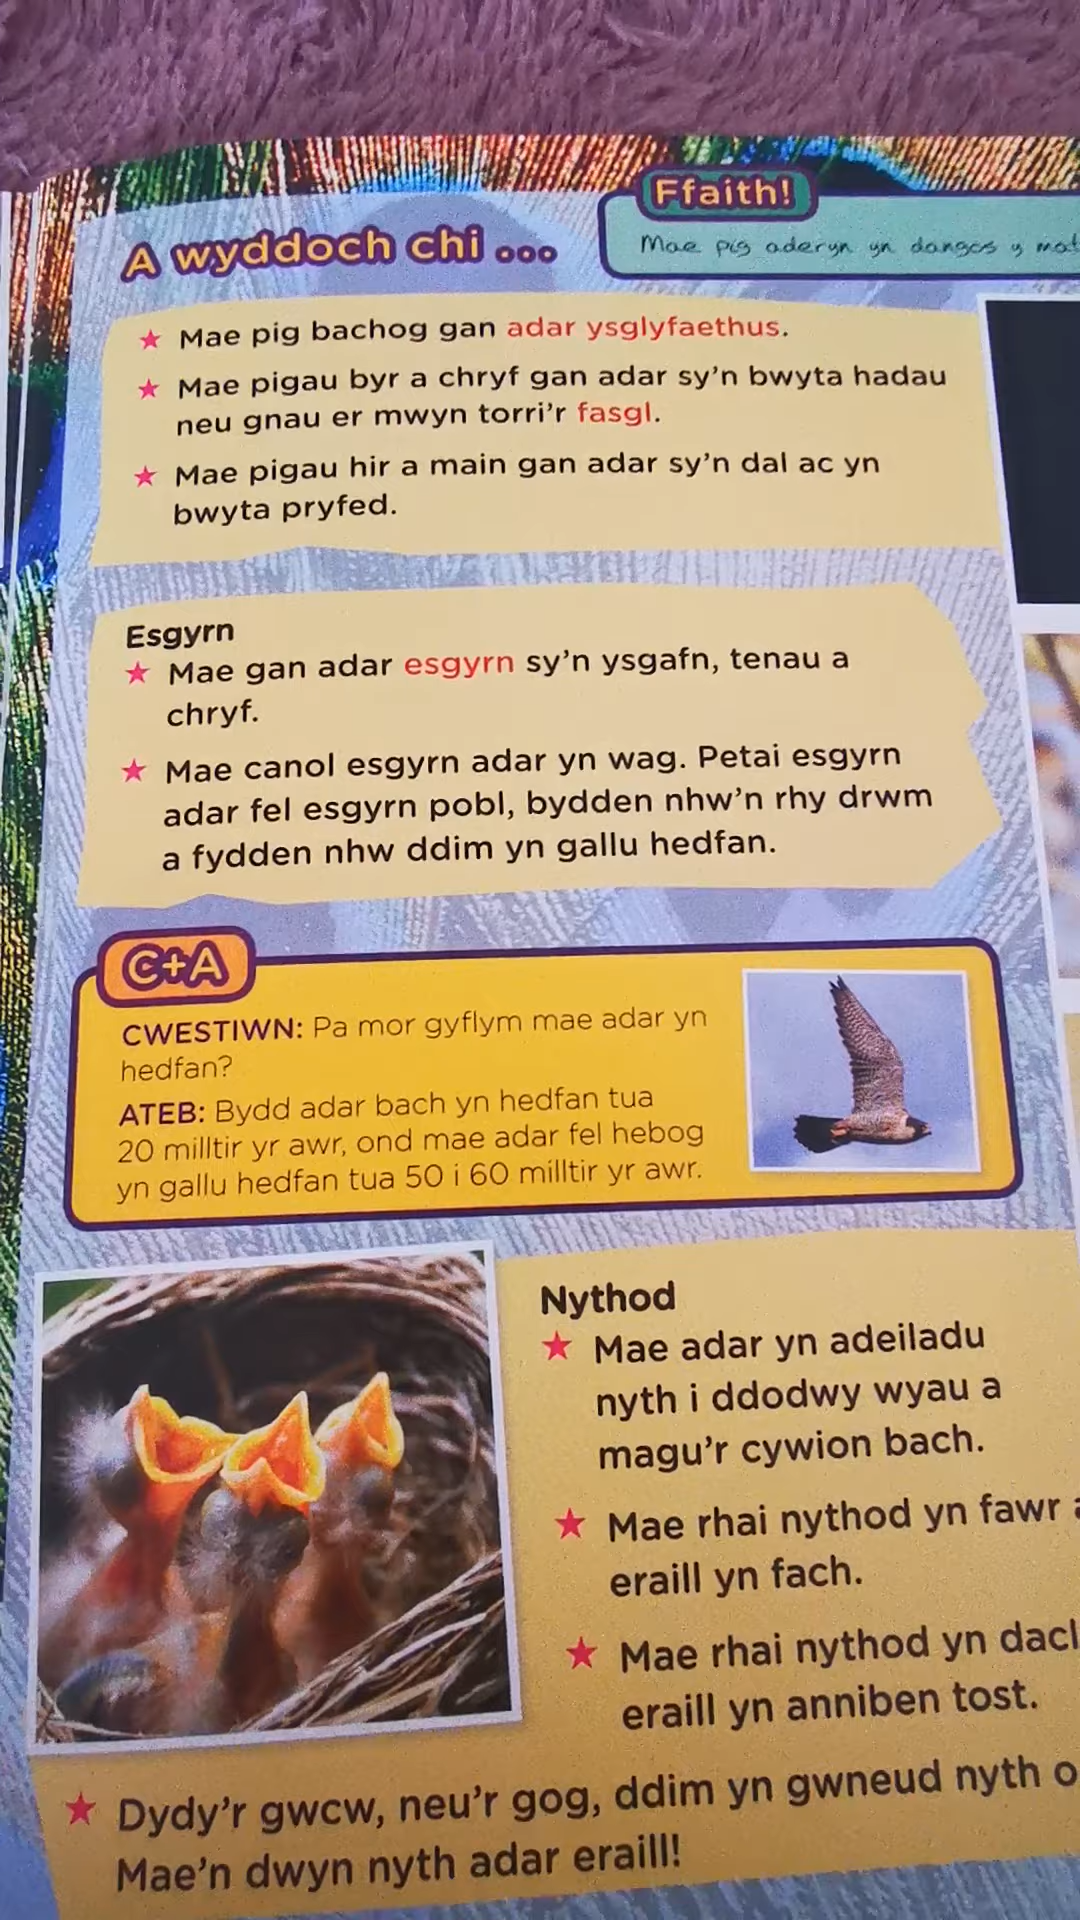 Ffaith!
Mae pig aderyn yn dangos y
A wyddoch chi ...
★ Mae pig bachog gan adar ysglyfaethus.
★ Mae pigau byr a chryf gan adar sy'n bwyta hadau
neu gnau er mwyn torri'r fasgl.
★ Mae pigau hir a main gan adar sy'n dal ac yn
bwyta pryfed.
Esgyrn
★ Mae gan adar esgyrn sy'n ysgafn, tenau a
chryf.
★ Mae canol esgyrn adar yn wag. Petai esgyrn
adar fel esgyrn pobl, bydden nhw'n rhy drwm
a fydden nhw ddim yn gallu hedfan.
C+A
CWESTIWN: Pa mor gyflym mae adar yn
hedfan?
ATEB: Bydd adar bach yn hedfan tua
20 milltir yr awr, ond mae adar fel hebog
yn gallu hedfan tua 50 i 60 milltir yr awr.
Nythod
★ Mae adar yn adeiladu
nyth i ddodwy wyau a
magu'r cywion bach.
★ Mae rhai nythod yn fawr
eraill yn fach.
★ Mae rhai nythod yn
eraill yn anniben tost.
★ Dydy'r gwcw, neu'r gog, ddim yn gwneud nyth
Mae'n dwyn nyth adar eraill!